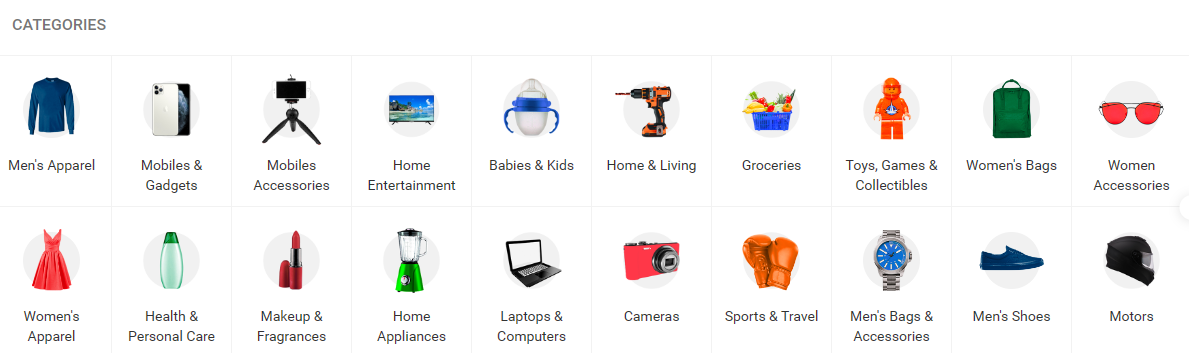 CATEGORIES
Men's Apparel
Mobiles &
Gadgets
Mobiles
Accessories
Home
Entertainment
Babies & Kids
Home & Living
Groceries
Toys, Games &
Collectibles
Women's Bags
Women
Accessories
Women's
Apparel
Health &
Personal Care
Makeup &
Fragrances
Home
Appliances
Laptops &
Computers
Cameras
Sports & Travel
Men's Bags &
Accessories
Men's Shoes
Motors